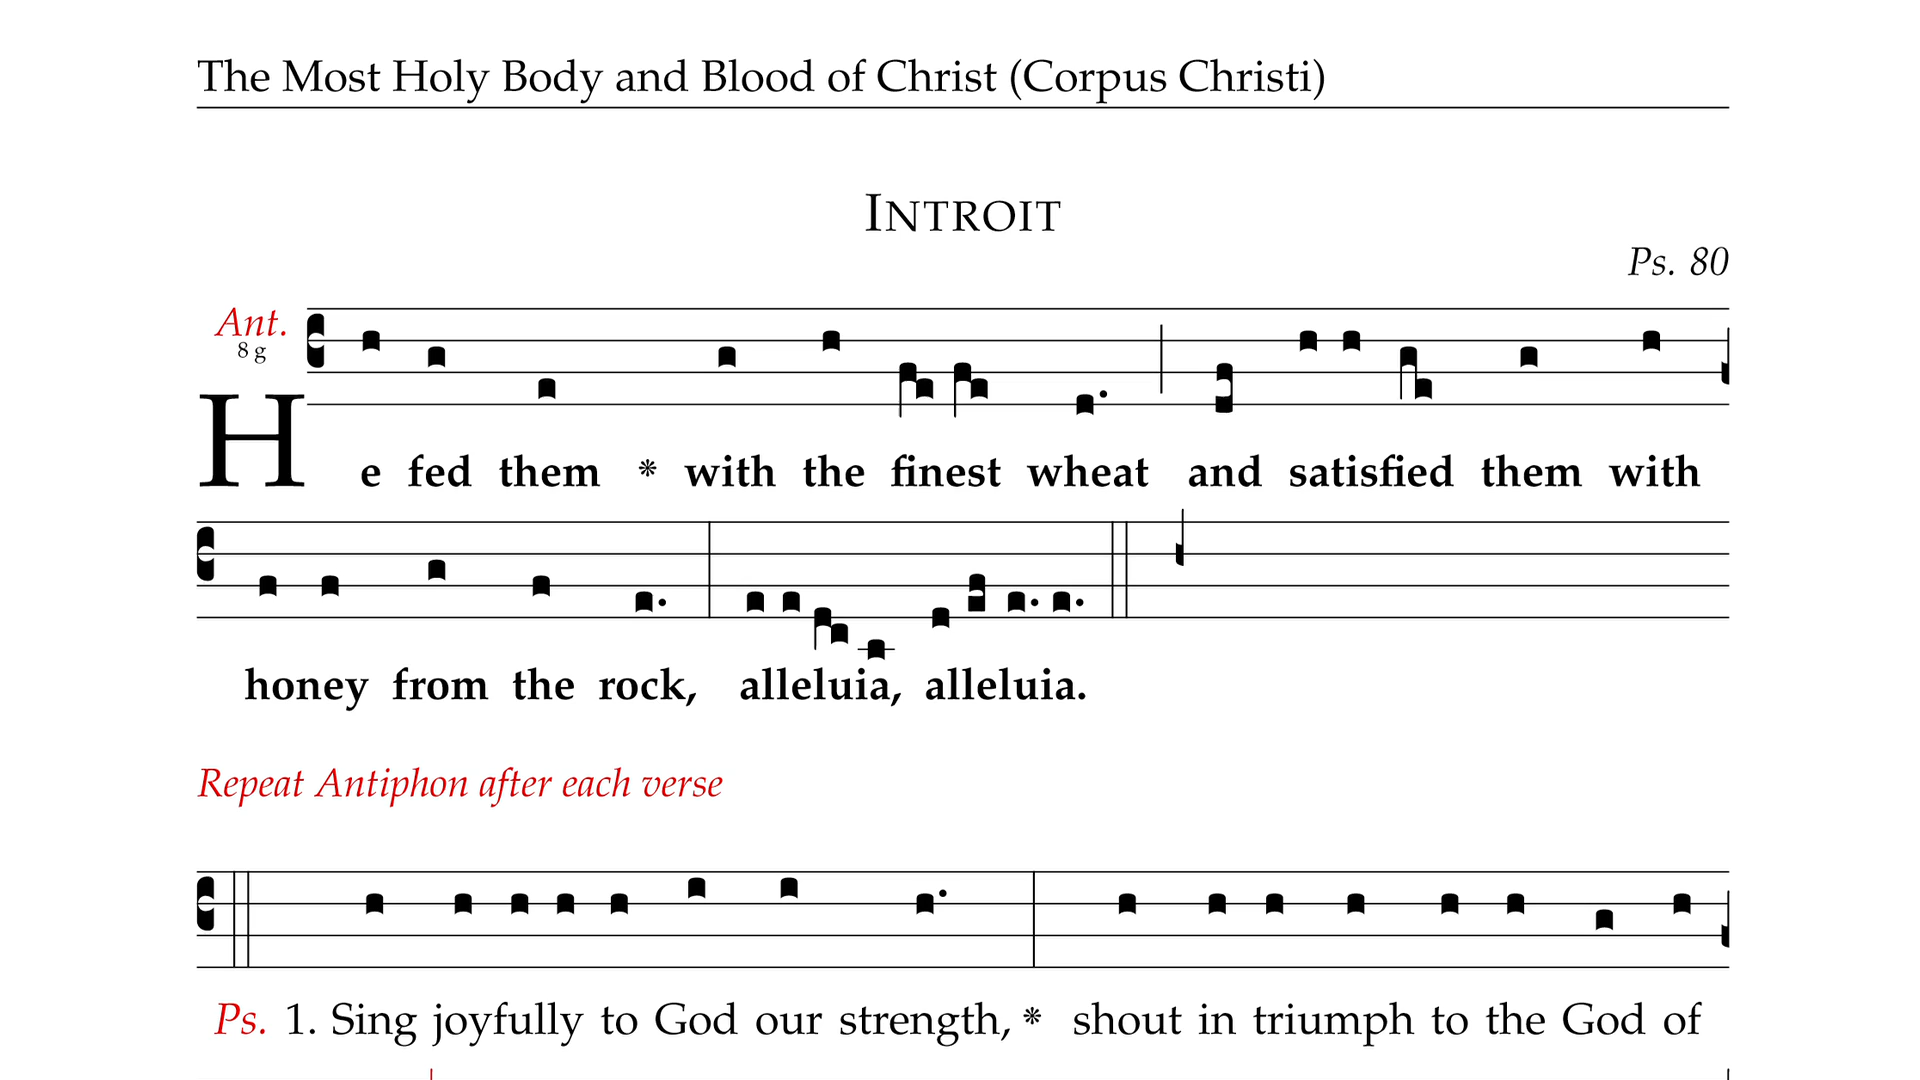 The Most Holy Body and Blood of Christ (Corpus Christi)
INTROIT
Ps. 80
Ant.
8 g
He fed them * with the finest wheat and satisfied them with
honey from the rock, alleluia, alleluia.
Repeat Antiphon after each verse
Ps. 1. Sing joyfully to God our strength, * shout in triumph to the God of